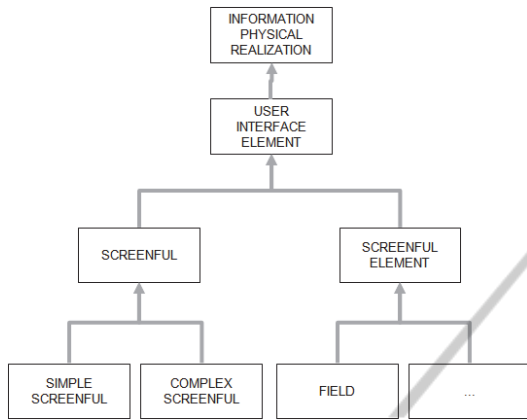 INFORMATION
PHYSICAL
REALIZATION
USER
INTERFACE
ELEMENT
SCREENFUL
SCREENFUL
ELEMENT
SIMPLE
SCREENFUL
COMPLEX
SCREENFUL
FIELD
...